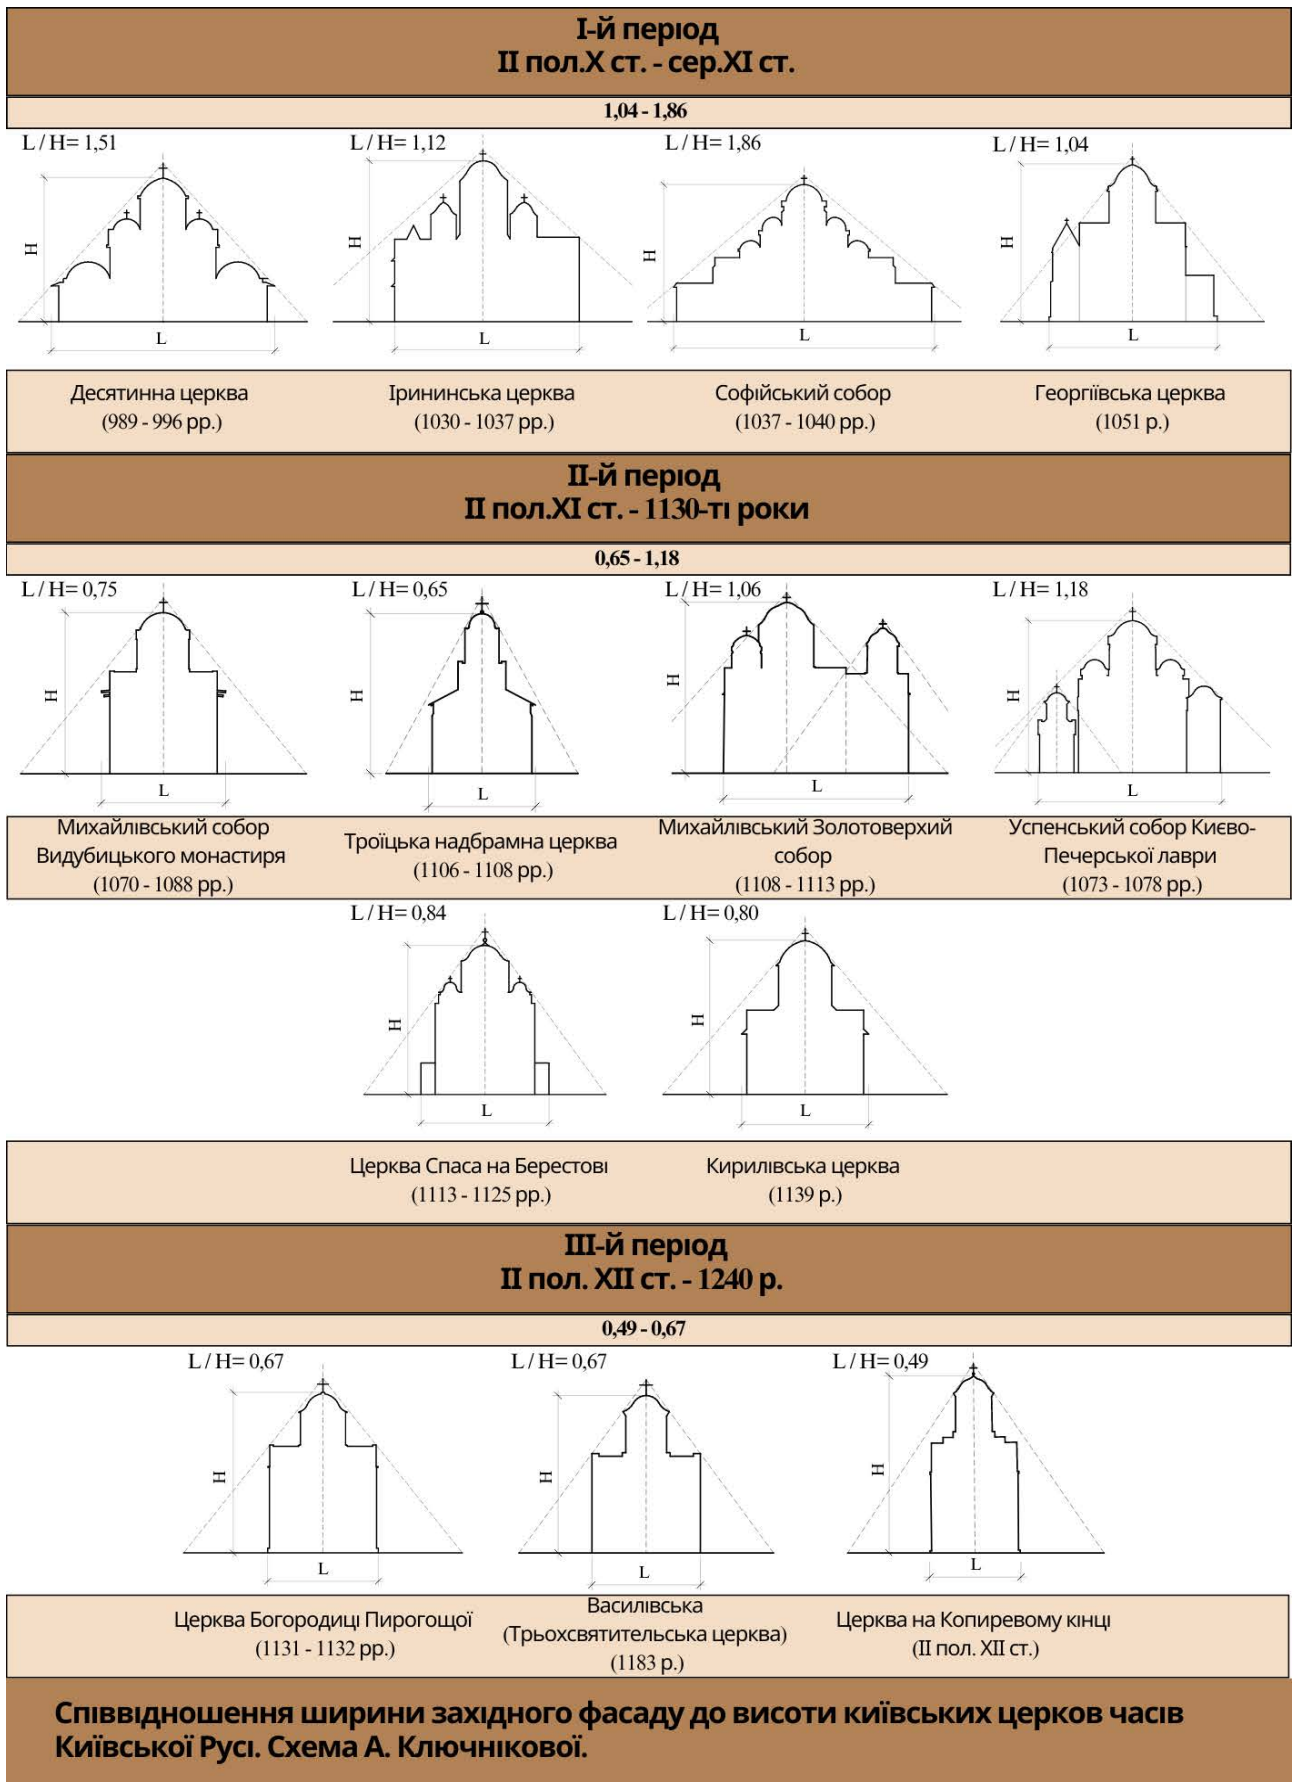 І-й період
ІІ пол.Х ст. - сер.ХІ ст.
1,04 - 1,86
L / H= 1,51
L / H= 1,12
L / H= 1,86
L / H= 1,04
H
H
H
H
L
L
L
L
Десятинна церква
(989 - 996 рр.)
Ірининська церква
(1030 - 1037 рр.)
Софійський собор
(1037 - 1040 рр.)
Георгіївська церква
(1051 р.)
ІІ-й період
ІІ пол.ХІ ст. - 1130-ті роки
0,65 - 1,18
L / H= 0,75
L / H= 0,65
L / H= 1,06
L / H= 1,18
H
H
H
H
L
L
L
L
Михайлівський собор
Видубицького монастиря
(1070 - 1088 рр.)
Троїцька надбрамна церква
(1106 - 1108 рр.)
Михайлівський Золотоверхий
собор
(1108 - 1113 рр.)
Успенський собор Києво-
Печерської лаври
(1073 - 1078 рр.)
L / H= 0,84
L / H= 0,80
H
H
L
L
Церква Спаса на Берестові
(1113 - 1125 рр.)
Кирилівська церква
(1139 р.)
ІІІ-й період
ІІ пол. ХІІ ст. - 1240 р.
0,49 - 0,67
L / H= 0,67
L / H= 0,67
L / H= 0,49
H
H
H
L
L
L
Церква Богородиці Пирогощої
(1131 - 1132 рр.)
Василівська
(Трьохсвятительська церква)
(1183 р.)
Церква на Копиревому кінці
(ІІ пол. ХІІ ст.)
Співвідношення ширини західного фасаду до висоти київських церков часів
Київської Русі. Схема А. Ключнікової.